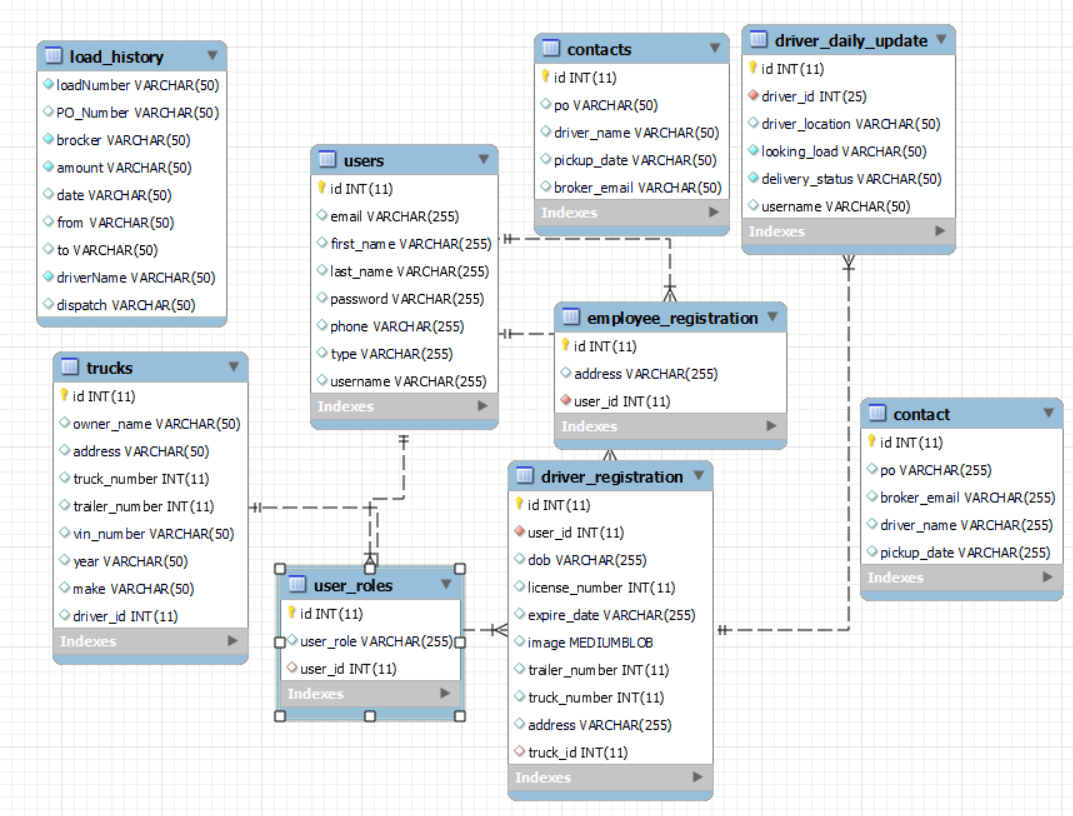 load_history
loadNumber VARCHAR(50)
PO_Number VARCHAR(50)
brocker VARCHAR(50)
amount VARCHAR(50)
date VARCHAR(50)
from VARCHAR(50)
to VARCHAR(50)
driverName VARCHAR(50)
dispatch VARCHAR(50)
trucks
id INT(11)
owner_name VARCHAR(50)
address VARCHAR(50)
truck_number INT(11)
trailer_number INT(11)
vin_number VARCHAR(50)
year VARCHAR(50)
make VARCHAR(50)
driver_id INT(11)
Indexes
users
id INT(11)
email VARCHAR(255)
first_name VARCHAR(255)
last_name VARCHAR(255)
password VARCHAR(255)
phone VARCHAR(255)
type VARCHAR(255)
username VARCHAR(255)
Indexes
user_roles
id INT(11)
user_role VARCHAR(255)
user_id INT(11)
Indexes
contacts
id INT(11)
po VARCHAR(50)
driver_name VARCHAR(50)
pickup_date VARCHAR(50)
broker_email VARCHAR(50)
Indexes
driver_daily_update
id INT(11)
driver_id INT(25)
driver_location VARCHAR(50)
looking_load VARCHAR(50)
delivery_status VARCHAR(50)
username VARCHAR(50)
Indexes
employee_registration
id INT(11)
address VARCHAR(255)
user_id INT(11)
Indexes
driver_registration
id INT(11)
user_id INT(11)
dob VARCHAR(255)
license_number INT(11)
expire_date VARCHAR(255)
image MEDIUMBLOB
trailer_number INT(11)
truck_number INT(11)
address VARCHAR(255)
truck_id INT(11)
Indexes
contact
id INT(11)
po VARCHAR(255)
broker_email VARCHAR(255)
driver_name VARCHAR(255)
pickup_date VARCHAR(255)
Indexes